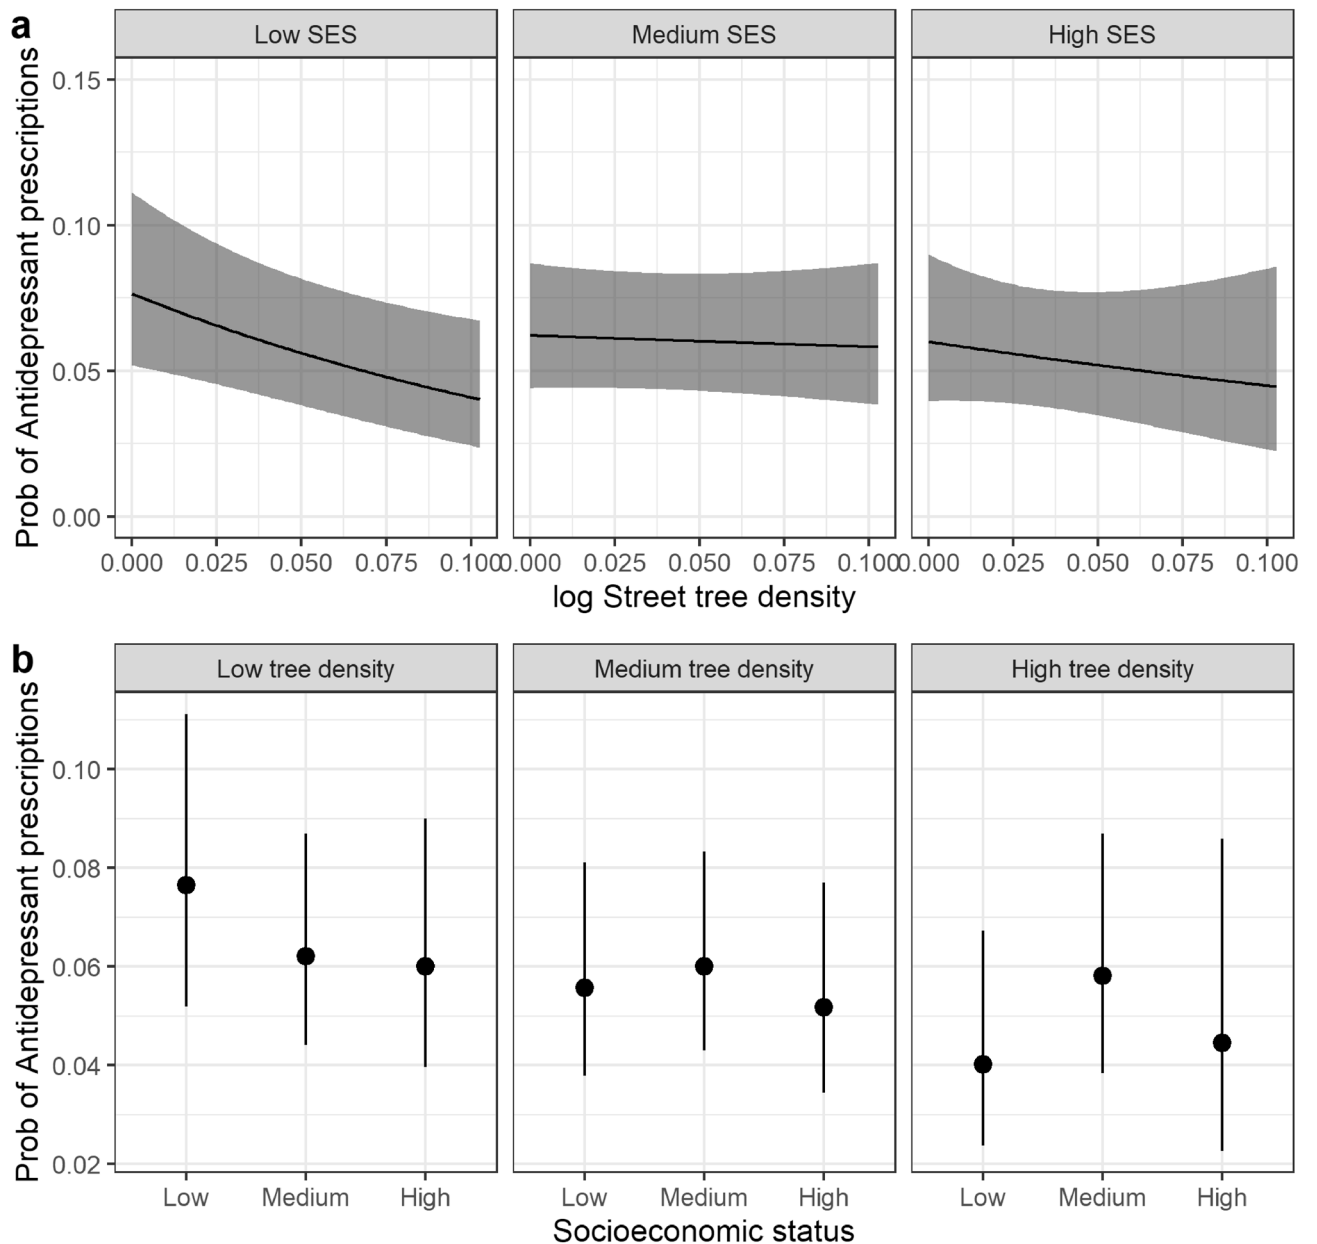 a
Low SES Medium SES High SES
Prob of Antidepressant prescriptions
0.15
0.10
0.05
0.00
0.000 0.025 0.050 0.075 0.100 0.000 0.025 0.050 0.075 0.100 0.000 0.025 0.050 0.075 0.100
log Street tree density
b
Low tree density Medium tree density High tree density
Prob of Antidepressant prescriptions
0.10
0.08
0.06
0.04
0.02
Low Medium High Low Medium High Low Medium High
Socioeconomic status